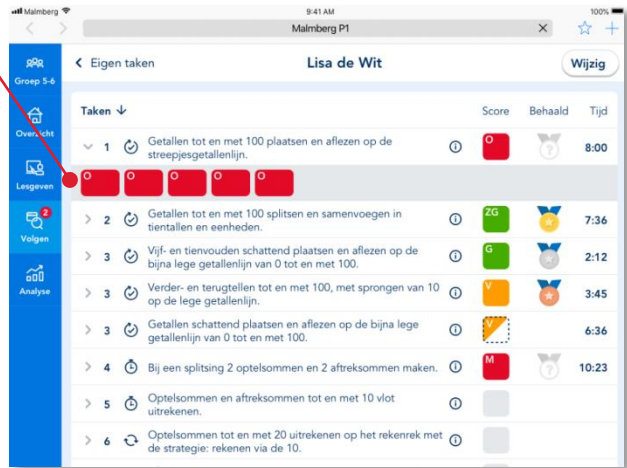 Malmberg
9:41 AM
100%
Malmberg P1
Groep 5-6
Overzicht
Lesgeven
2
Volgen
Analyse
Eigen taken
Lisa de Wit
Wijzig
Taken
Score
Behaald
Tijd
1
Getallen tot en met 100 plaatsen en aflezen op de
streepjesgetallenlijn.
O
?
8:00
O O O O O
2
Getallen tot en met 100 splitsen en samenvoegen in
tientallen en eenheden.
ZG
7:36
3
Vijf- en tienvouden schattend plaatsen en aflezen op de
bijna lege getallenlijn van 0 tot en met 100.
G
2:12
3
Verder- en terugtellen tot en met 100, met sprongen van 10
op de lege getallenlijn.
V
3:45
3
Getallen schattend plaatsen en aflezen op de bijna lege
getallenlijn van 0 tot en met 100.
V
6:36
4
Bij een splitsing 2 optelsommen en 2 aftreksommen maken.
M
?
10:23
5
Optelsommen en aftreksommen tot en met 10 vlot
uitrekenen.
6
Optelsommen tot en met 20 uitrekenen op het rekenrek met
de strategie: rekenen via de 10.